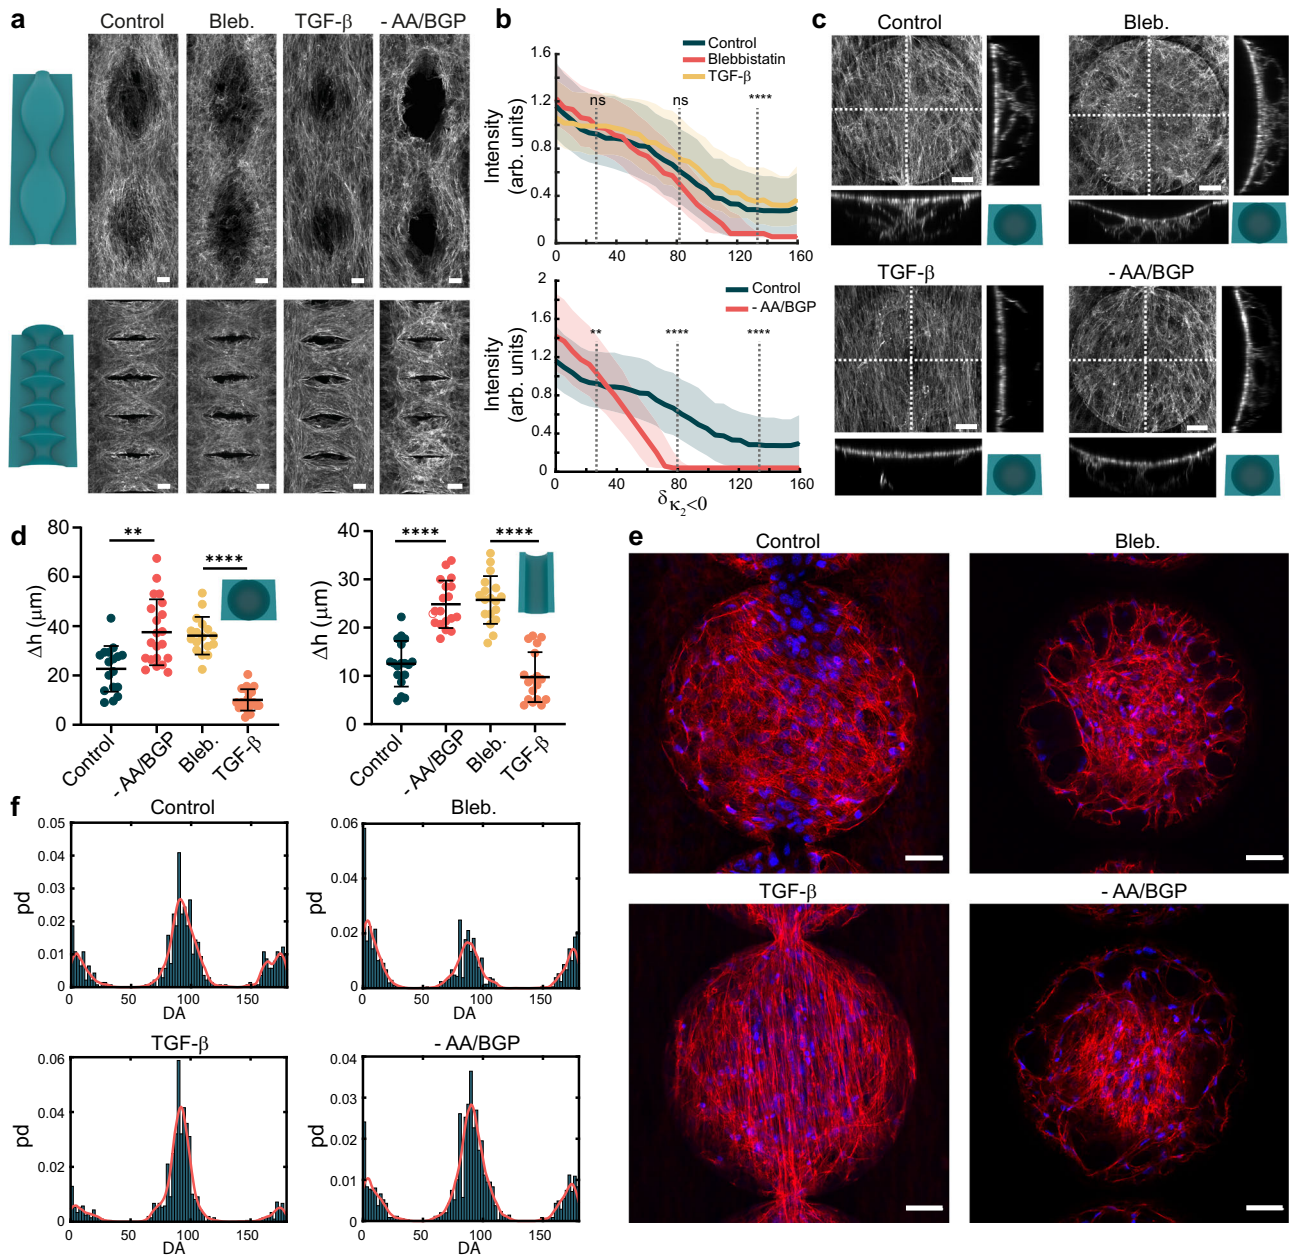 a
Control
Bleb.
TGF-β
- AA/BGP
b
Intensity
(arb. units)
1.6
1.2
0.8
0.4
0
0
40
80
120
160
Control
Blebbistatin
TGF-β
ns
ns
****
Intensity
(arb. units)
2
1.6
1.2
0.8
0.4
0
0
40
80
120
160
Control
- AA/BGP
**
****
****
δκ₂<0
c
Control
Bleb.
TGF-β
- AA/BGP
d
Δh (μm)
80
60
40
20
0
**
****
Control
- AA/BGP
Bleb.
TGF-β
Δh (μm)
40
30
20
10
0
****
****
Control
- AA/BGP
Bleb.
TGF-β
e
Control
Bleb.
TGF-β
- AA/BGP
f
Control
pd
0.05
0.04
0.03
0.02
0.01
0
0
50
100
150
DA
Bleb.
pd
0.06
0.04
0.02
0
0
50
100
150
DA
TGF-β
pd
0.06
0.04
0.02
0
0
50
100
150
DA
- AA/BGP
pd
0.04
0.03
0.02
0.01
0
0
50
100
150
DA